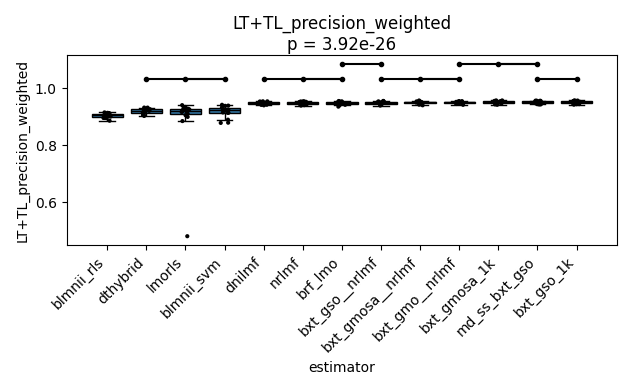 LT+TL_precision_weighted
p = 3.92e-26
LT+TL_precision_weighted
1.0
0.8
0.6
blmnii_rls
dthybrid
lmorls
blmnii_svm
dnilmf
nrlmf
brf_lmo
bxt_gso__nrlmf
bxt_gmosa__nrlmf
bxt_gmo__nrlmf
bxt_gmosa_1k
md_ss_bxt_gso
bxt_gso_1k
estimator